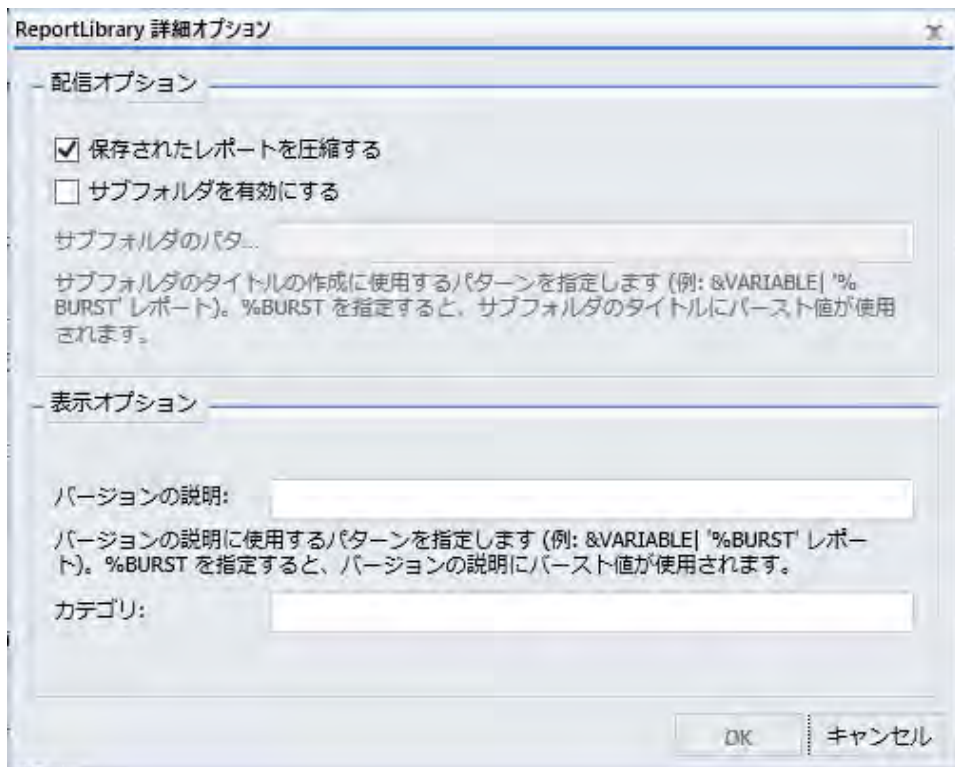 ReportLibrary 詳細オプション
配信オプション
保存されたレポートを圧縮する
サブフォルダを有効にする
サブフォルダのパタ...
サブフォルダのタイトルの作成に使用するパターンを指定します (例: &VARIABLE| '%
BURST' レポート)。%BURST を指定すると、サブフォルダのタイトルにバースト値が使用
されます。
表示オプション
バージョンの説明:
バージョンの説明に使用するパターンを指定します (例: &VARIABLE| '%BURST' レポー
ト)。%BURST を指定すると、バージョンの説明にバースト値が使用されます。
カテゴリ:
OK キャンセル